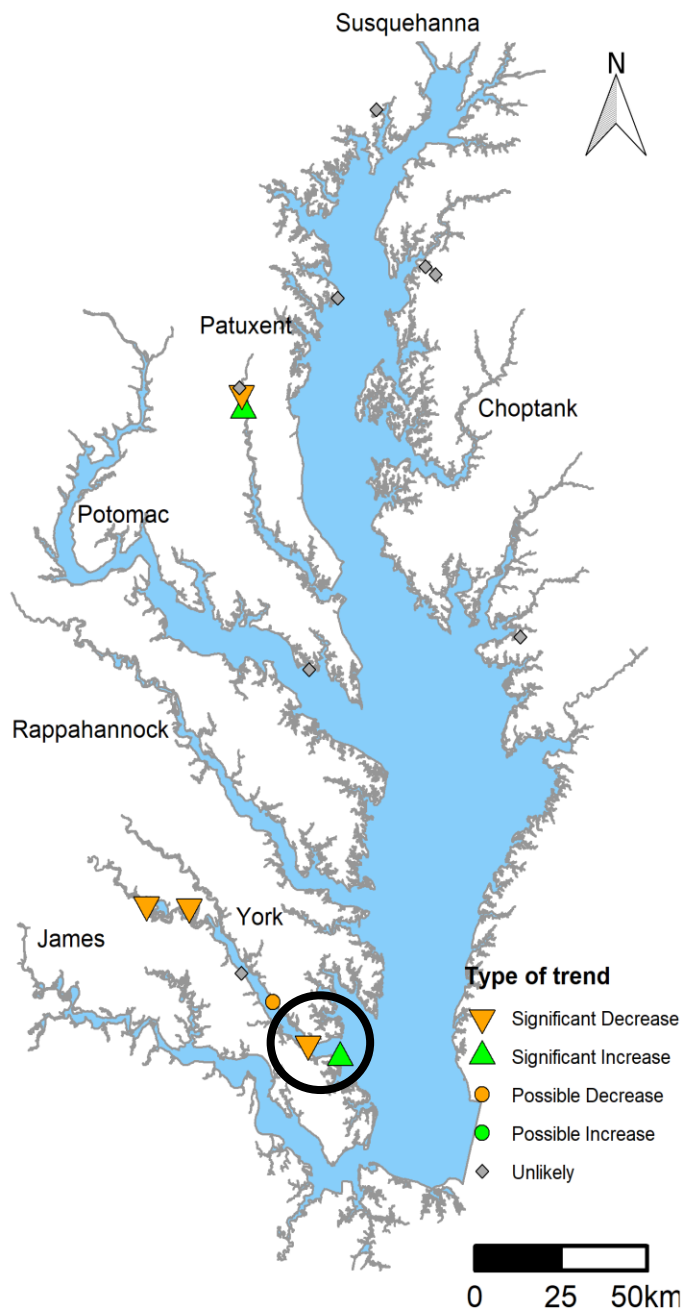 Susquehanna
N
Patuxent
Choptank
Potomac
Rappahannock
York
James
Type of trend
Significant Decrease
Significant Increase
Possible Decrease
Possible Increase
Unlikely
0 25 50km